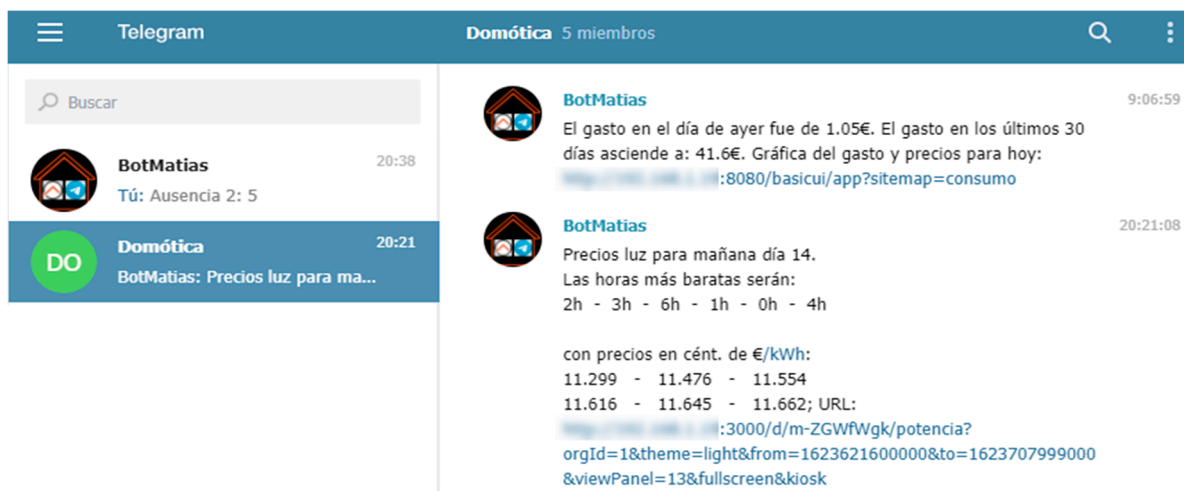 Telegram
Domótica 5 miembros
Buscar
BotMatias 20:38
Tú: Ausencia 2: 5
DO
Domótica 20:21
BotMatias: Precios luz para ma...
BotMatias 9:06:59
El gasto en el día de ayer fue de 1.05€. El gasto en los últimos 30
días asciende a: 41.6€. Gráfica del gasto y precios para hoy:
:8080/basicui/app?sitemap=consumo
BotMatias 20:21:08
Precios luz para mañana día 14.
Las horas más baratas serán:
2h - 3h - 6h - 1h - 0h - 4h
con precios en cént. de €/kWh:
11.299 - 11.476 - 11.554
11.616 - 11.645 - 11.662; URL:
:3000/d/m-ZGWfWgk/potencia?
orgId=1&theme=light&from=1623621600000&to=1623707999000
&viewPanel=13&fullscreen&kiosk